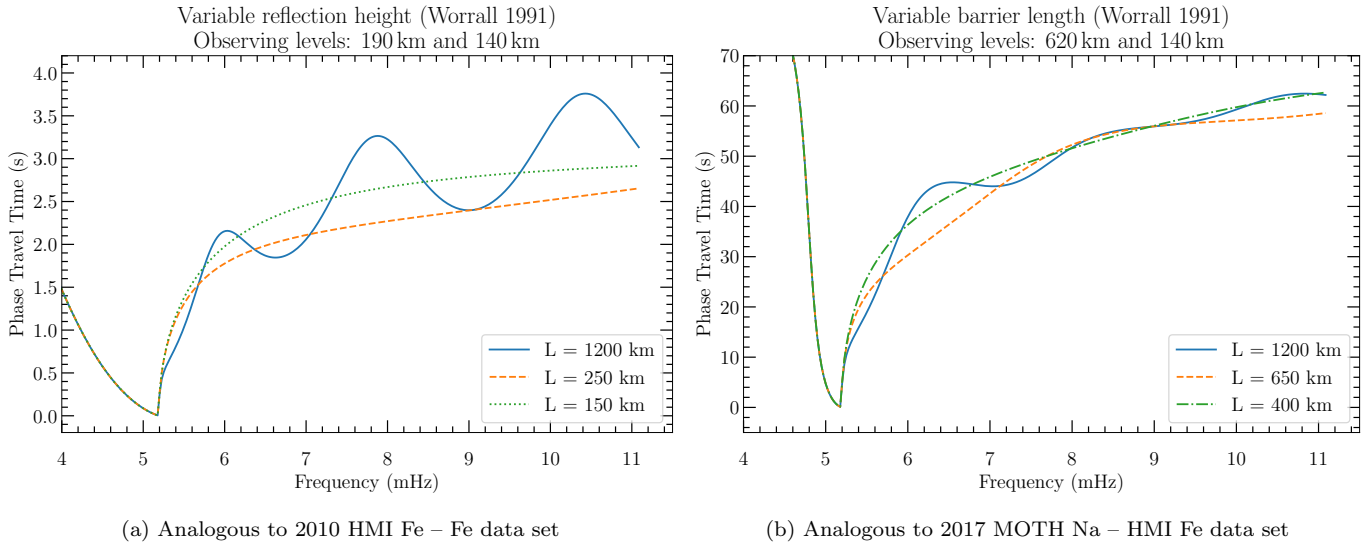 Variable reflection height (Worrall 1991)
Observing levels: 190 km and 140 km
Phase Travel Time (s)
4.0
3.5
3.0
2.5
2.0
1.5
1.0
0.5
0.0
L = 1200 km
L = 250 km
L = 150 km
4 5 6 7 8 9 10 11
Frequency (mHz)
(a) Analogous to 2010 HMI Fe – Fe data set
Variable barrier length (Worrall 1991)
Observing levels: 620 km and 140 km
Phase Travel Time (s)
70
60
50
40
30
20
10
0
L = 1200 km
L = 650 km
L = 400 km
4 5 6 7 8 9 10 11
Frequency (mHz)
(b) Analogous to 2017 MOTH Na – HMI Fe data set